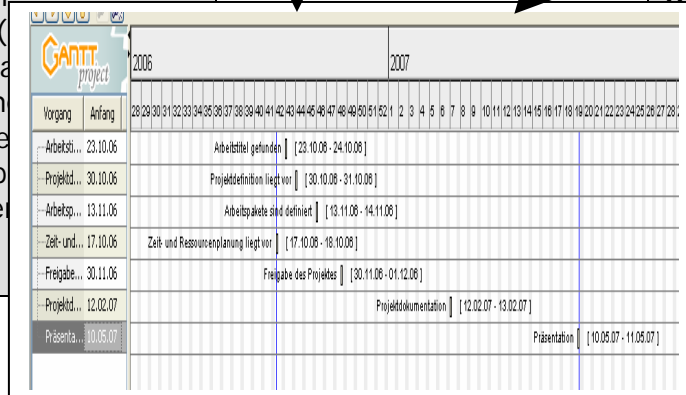 GANTT
project
2006 2007
Vorgang Anfang
28 29 30 31 32 33 34 35 36 37 38 39 40 41 42 43 44 45 46 47 48 49 50 51 52 1 2 3 4 5 6 7 8 9 10 11 12 13 14 15 16 17 18 19 20 21 22 23 24 25 26 27 28
Arbeitsti... 23.10.06 Arbeitstitel gefunden [ 23.10.06 - 24.10.06 ]
Projektd... 30.10.06 Projektdefinition liegt vor [ 30.10.06 - 31.10.06 ]
Arbeitsp... 13.11.06 Arbeitspakete sind definiert [ 13.11.06 - 14.11.06 ]
Zeit- und... 17.10.06 Zeit- und Ressourcenplanung liegt vor [ 17.10.06 - 18.10.06 ]
Freigabe... 30.11.06 Freigabe des Projektes [ 30.11.06 - 01.12.06 ]
Projektd... 12.02.07 Projektdokumentation [ 12.02.07 - 13.02.07 ]
Präsenta... 10.05.07 Präsentation [ 10.05.07 - 11.05.07 ]